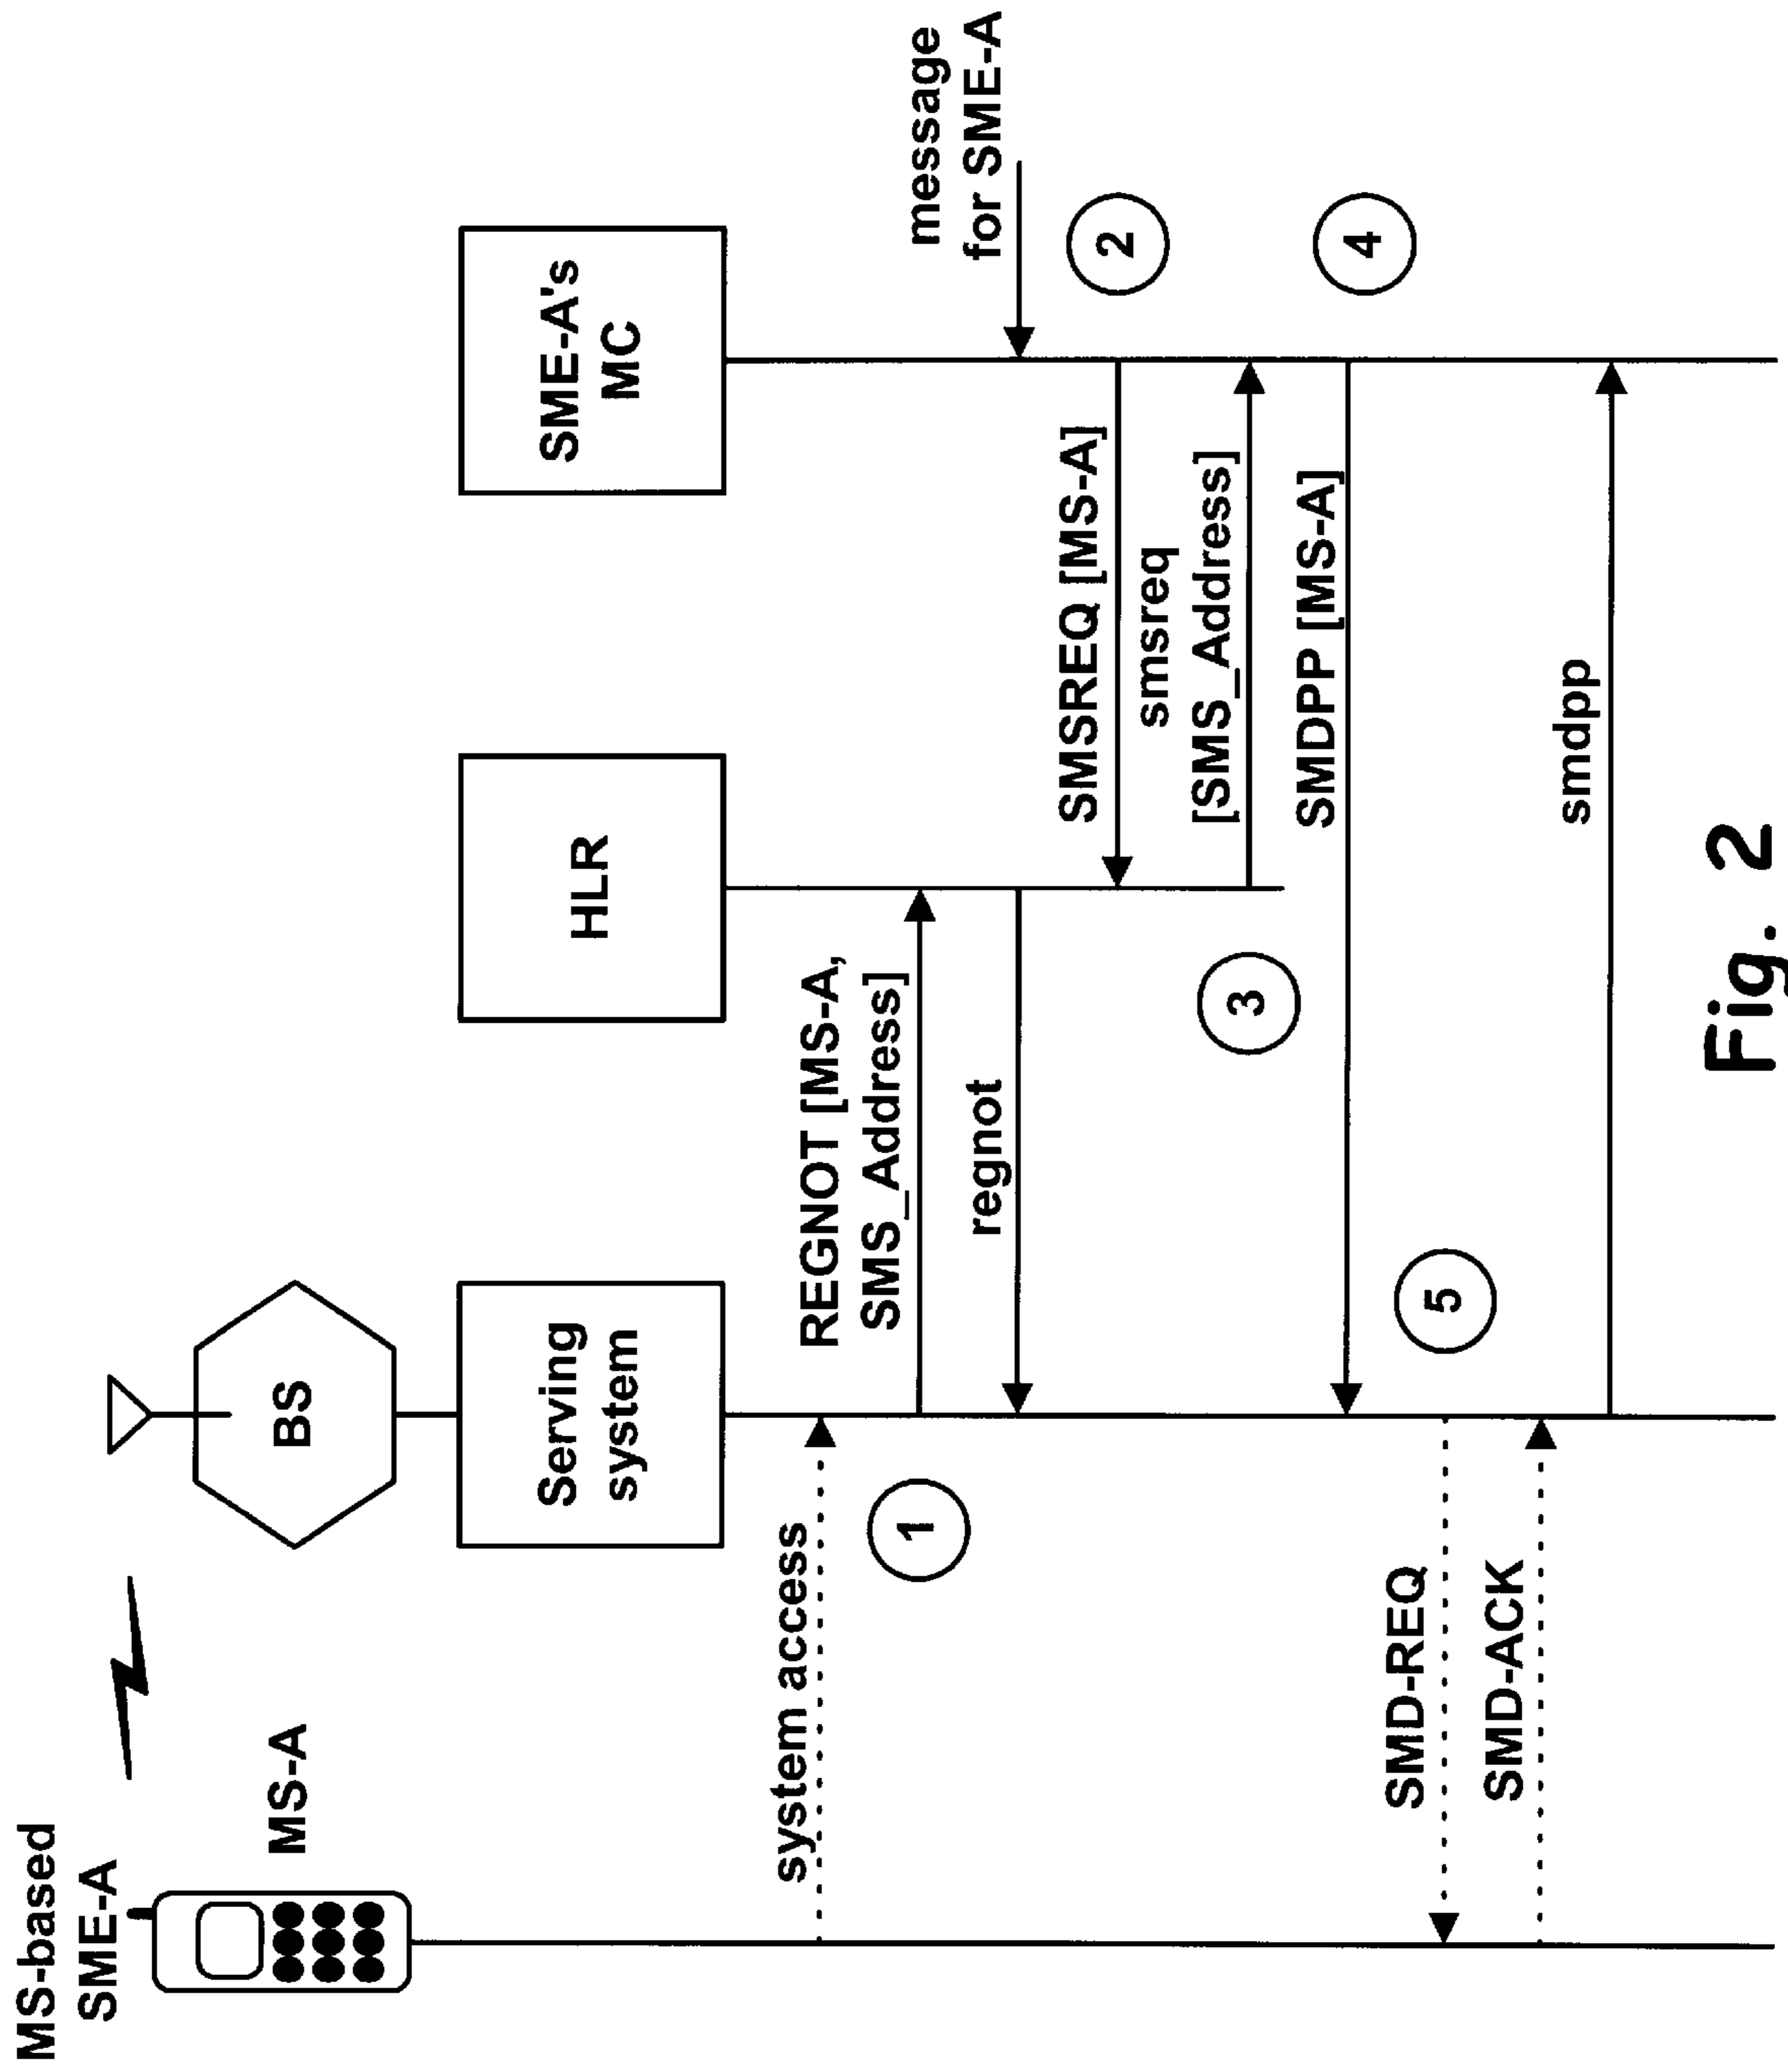 MS-based
SME-A
MS-A
BS
Serving
system
HLR
SME-A's
MC
system access
1
REGNOT [MS-A,
SMS_Address]
regnot
message
for SME-A
2
SMSREQ [MS-A]
smsreq
[SMS_Address]
3
SMDPP [MS-A]
4
5
SMD-REQ
SMD-ACK
smdpp
Fig. 2